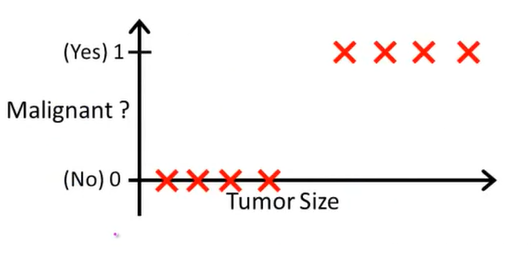 (Yes) 1
Malignant ?
(No) 0
Tumor Size